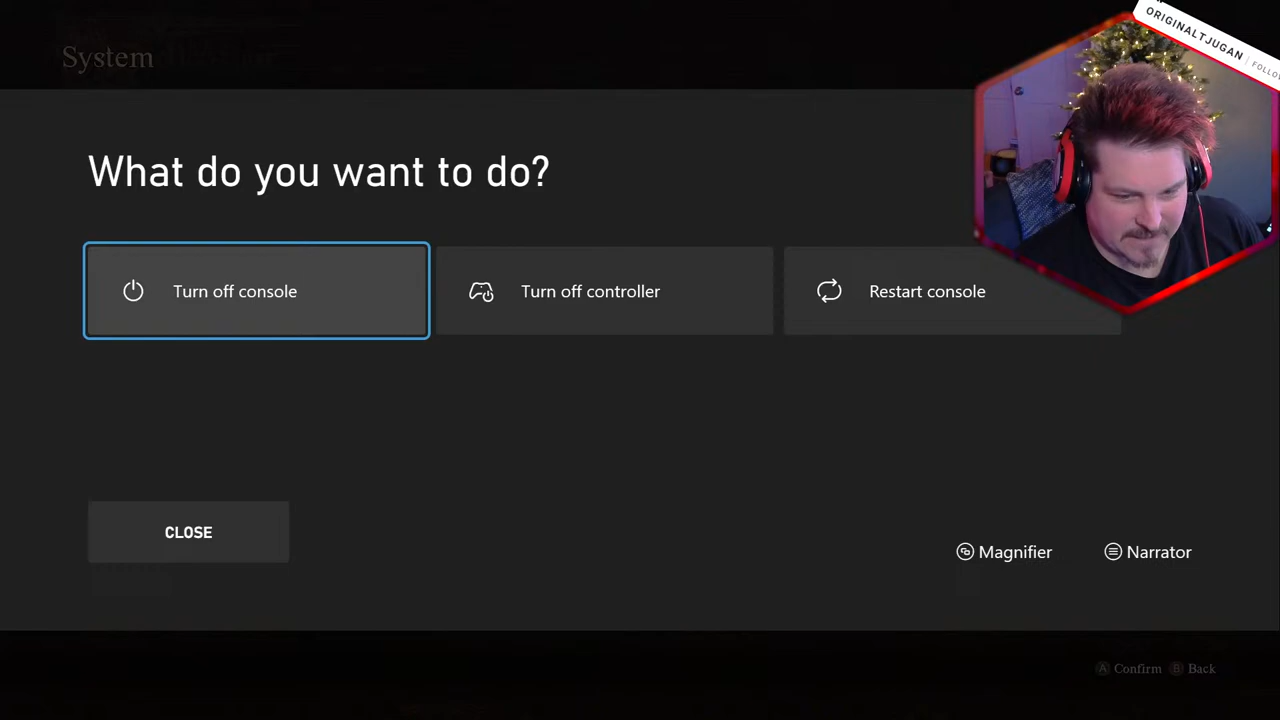 System
ORIGINALTJUGAN
What do you want to do?
Turn off console
Turn off controller
Restart console
CLOSE
Magnifier
Narrator
A Confirm B Back